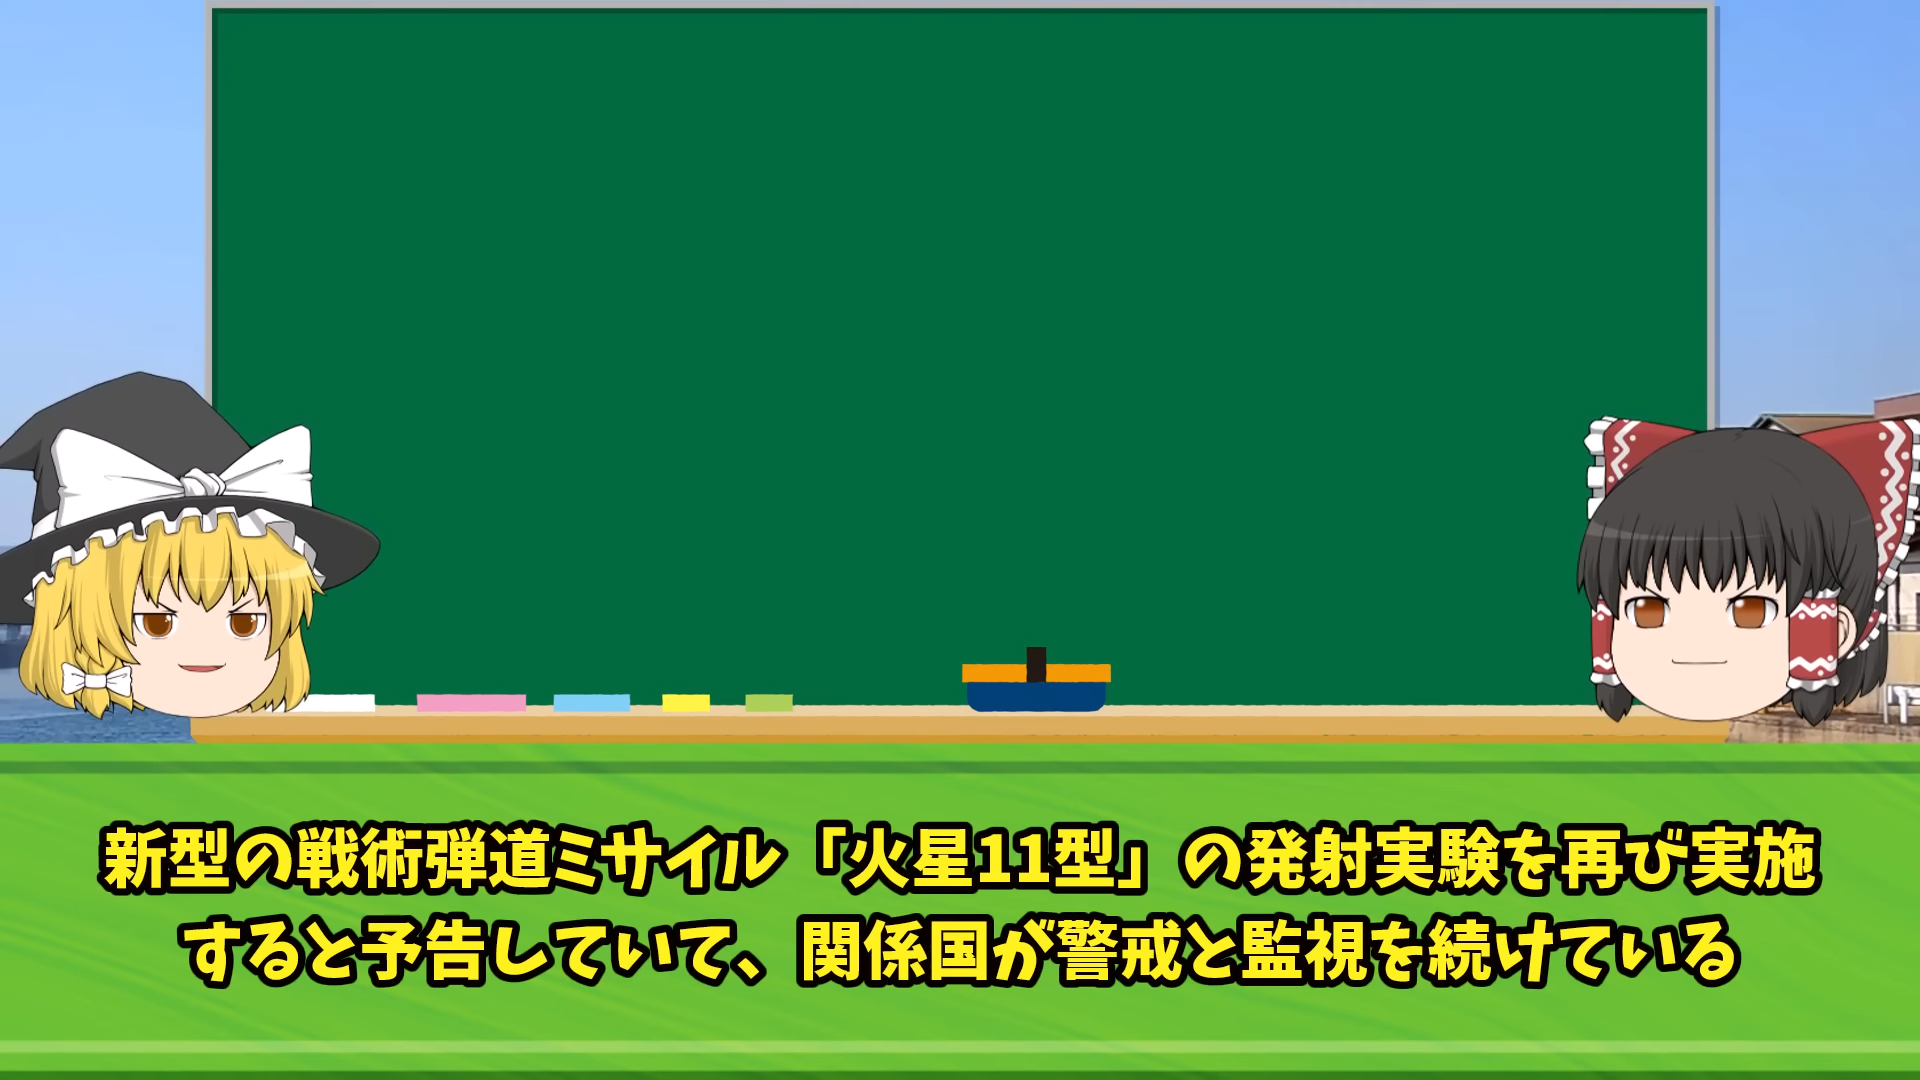 新型の戦術弾道ミサイル「火星11型」の発射実験を再び実施
すると予告していて、関係国が警戒と監視を続けている